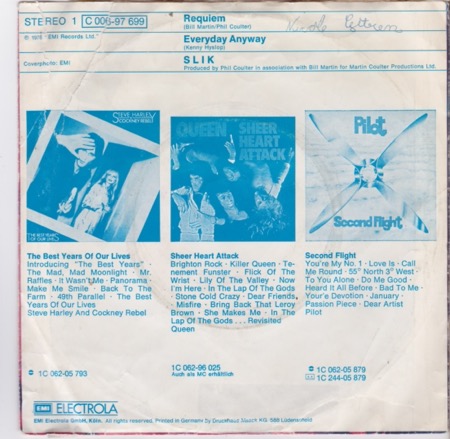 STEREO 1 C 006-97 699
Requiem
(Bill Martin/Phil Coulter)
℗ 1976 "EMI Records Ltd."
Everyday Anyway
(Kenny Hyslop)
Coverphoto: EMI
SLIK
Produced by Phil Coulter in association with Bill Martin for Martin Coulter Productions Ltd.
STEVE HARLEY
COCKNEY REBEL
THE BEST YEARS
OF OUR LIVES
QUEEN SHEER
HEART
ATTACK
Pilot
Second Flight
The Best Years Of Our Lives
Introducing "The Best Years" ·
The Mad, Mad Moonlight · Mr.
Raffles · It Wasn't Me · Panorama ·
Make Me Smile · Back To The
Farm · 49th Parallel · The Best
Years Of Our Lives
Steve Harley And Cockney Rebel
Sheer Heart Attack
Brighton Rock · Killer Queen · Te-
nement Funster · Flick Of The
Wrist · Lily Of The Valley · Now
I'm Here · In The Lap Of The Gods ·
Stone Cold Crazy · Dear Friends,
Misfire · Bring Back That Leroy
Brown · She Makes Me · In The
Lap Of The Gods ... Revisited
Queen
Second Flight
You're My No. 1 · Love Is · Call
Me Round · 55° North 3° West ·
To You Alone · Do Me Good ·
Heard It All Before · Bad To Me ·
Your'e Devotion · January ·
Passion Piece · Dear Artist
Pilot
1C 062-05 793
1C 062-96 025
Auch als MC erhältlich
1C 062-05 879
1C 244-05 879
EMI ELECTROLA
EMI Electrola GmbH, Köln. All rights reserved. Printed in Germany by Druckhaus Maack KG, 588 Lüdenscheid